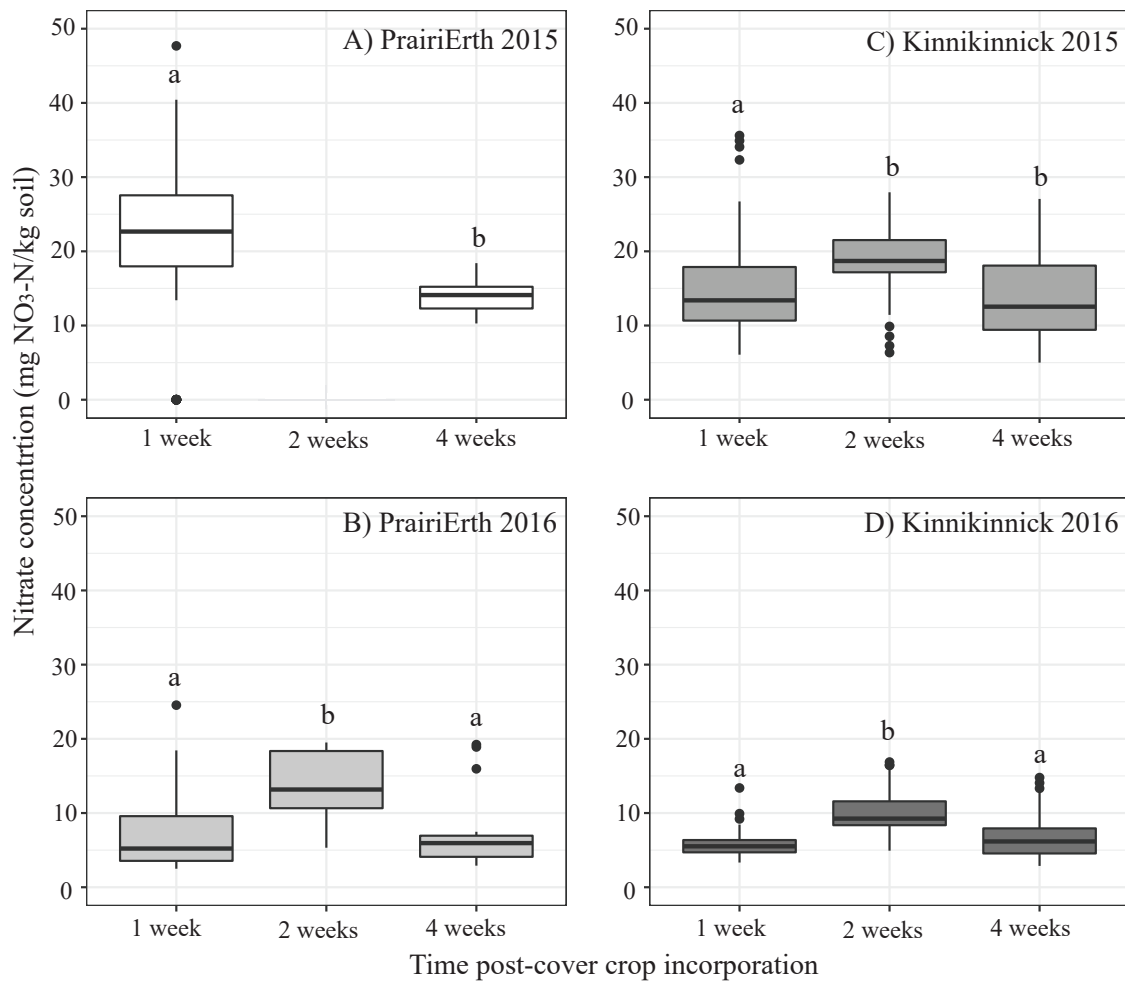 Nitrate concentrtion (mg NO3-N/kg soil)
A) PrairiErth 2015
50
40
30
20
10
0
a
b
1 week 2 weeks 4 weeks
C) Kinnikinnick 2015
50
40
30
20
10
0
a
b
b
1 week 2 weeks 4 weeks
B) PrairiErth 2016
50
40
30
20
10
0
a
b
a
1 week 2 weeks 4 weeks
D) Kinnikinnick 2016
50
40
30
20
10
0
a
b
a
1 week 2 weeks 4 weeks
Time post-cover crop incorporation